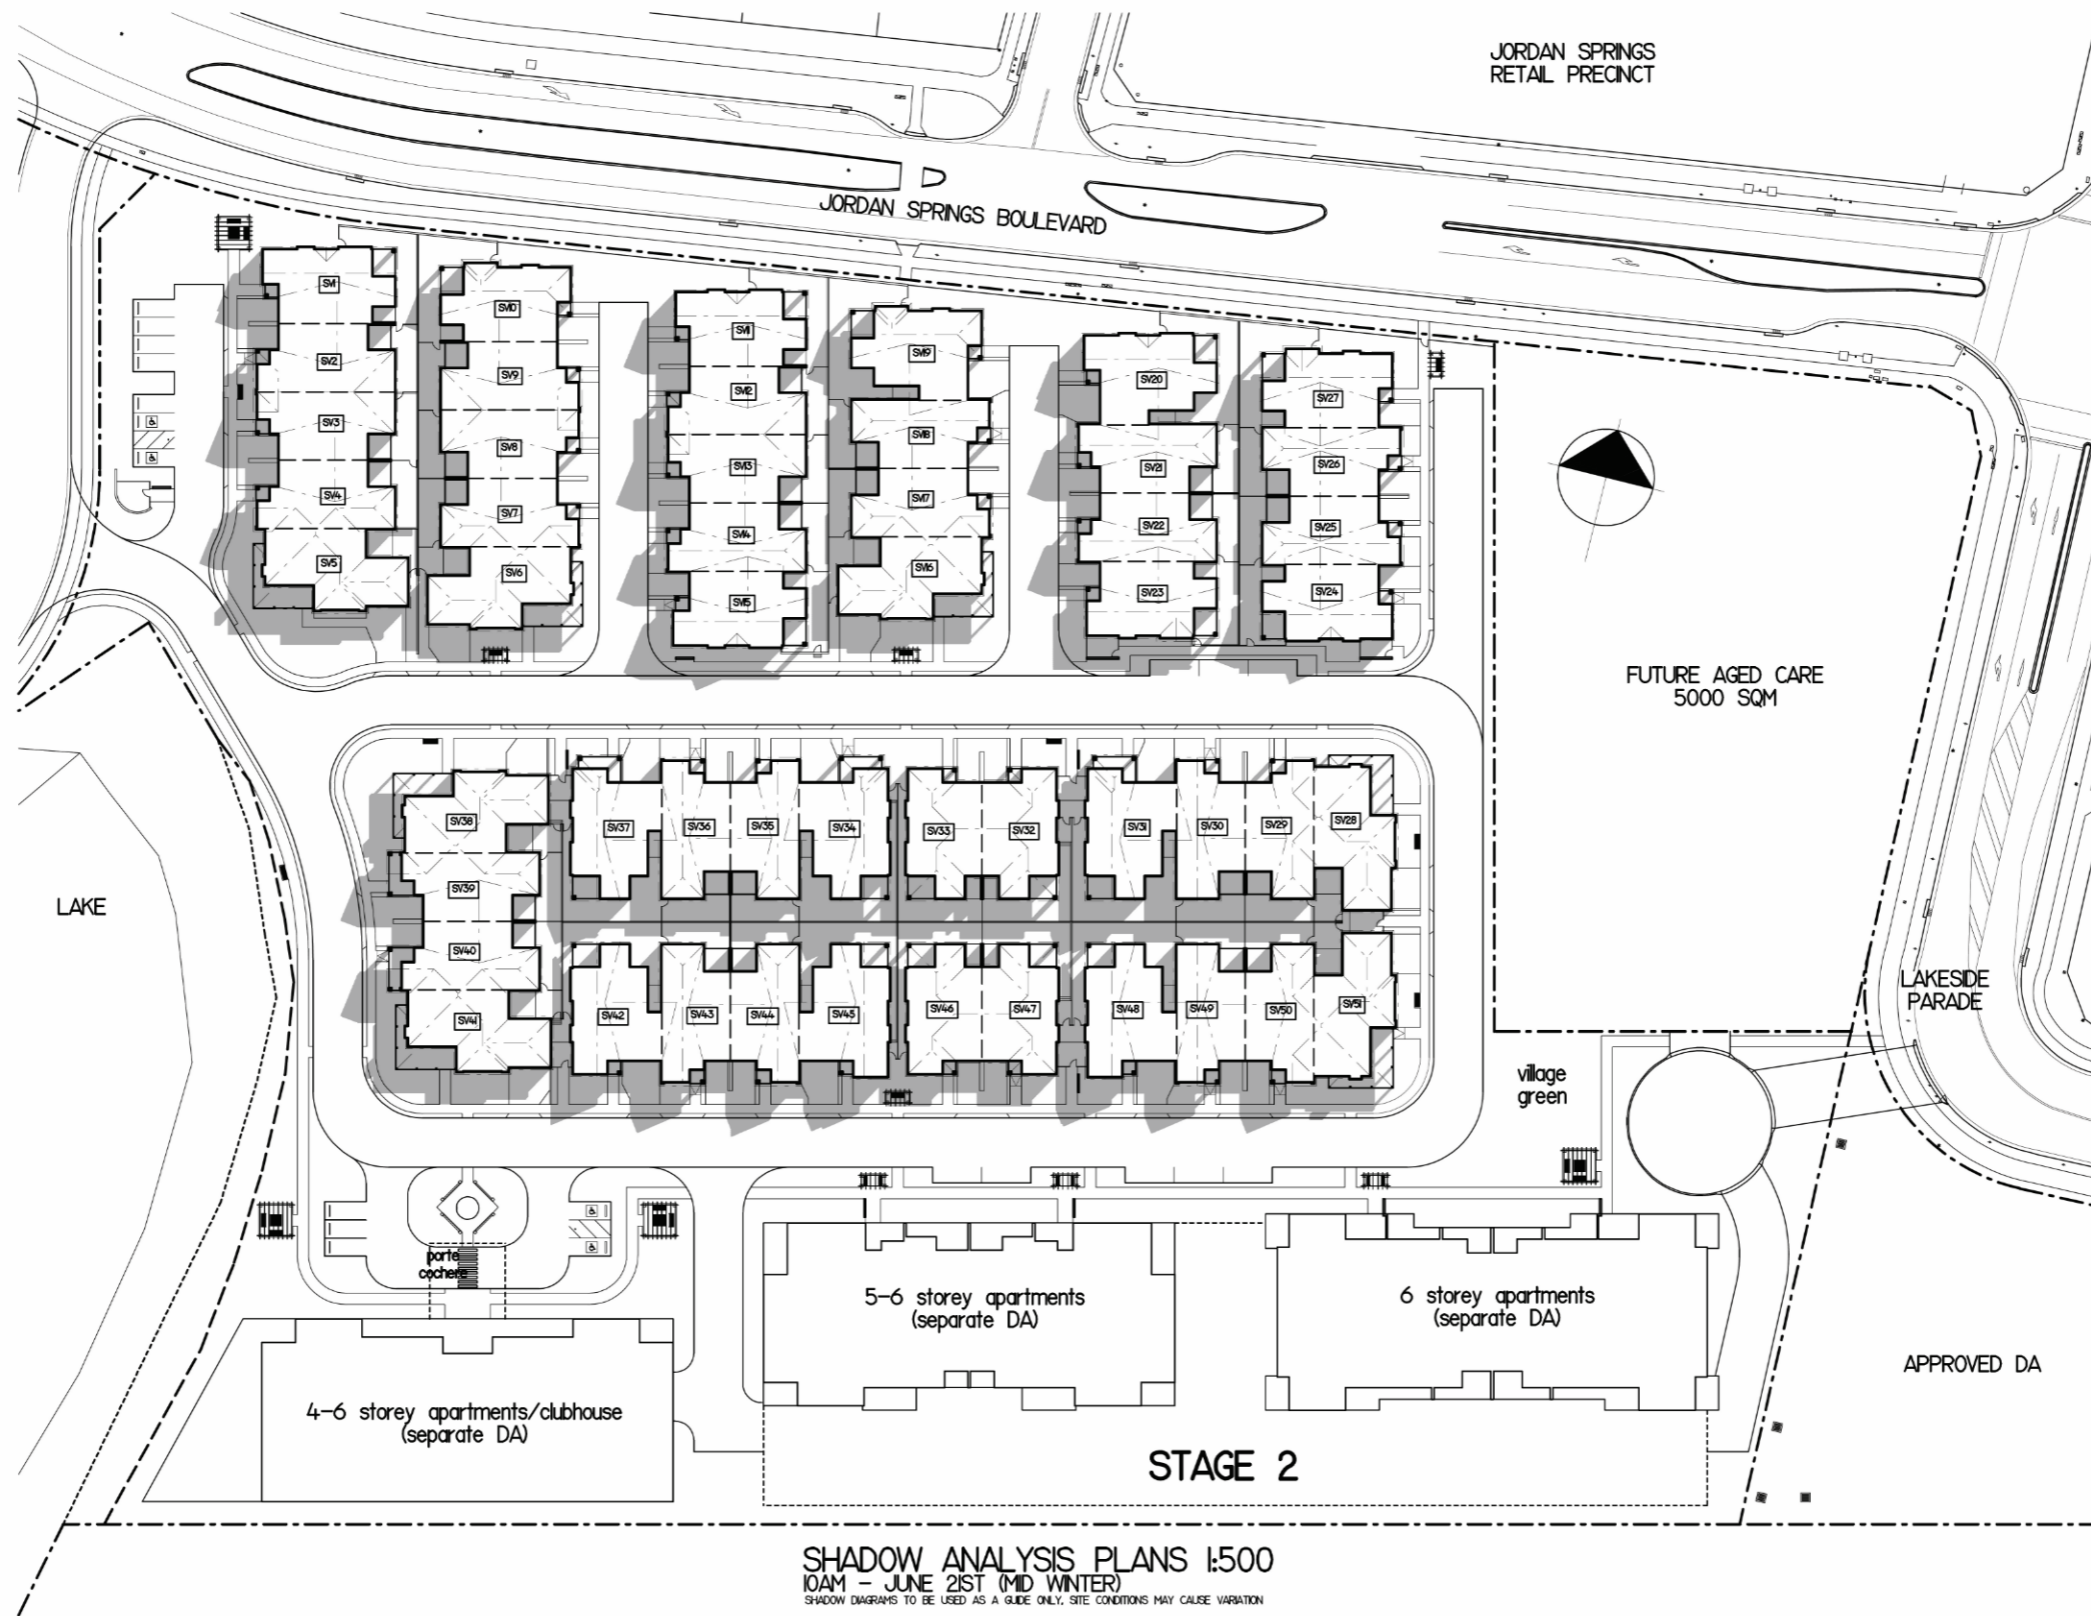 JORDAN SPRINGS
RETAIL PRECINCT
JORDAN SPRINGS BOULEVARD
SV1
SV10
SV11
SV19
SV2
SV9
SV12
SV20
SV27
SV3
SV8
SV13
SV18
SV21
SV26
SV4
SV7
SV14
SV17
SV22
SV25
SV5
SV6
SV15
SV16
SV23
SV24
FUTURE AGED CARE
5000 SQM
SV38
SV37
SV36
SV35
SV34
SV33
SV32
SV31
SV30
SV29
SV28
SV39
LAKE
SV40
SV41
SV42
SV43
SV44
SV45
SV46
SV47
SV48
SV49
SV50
SV51
LAKESIDE
PARADE
village
green
porte
cochere
5-6 storey apartments
(separate DA)
6 storey apartments
(separate DA)
APPROVED DA
4-6 storey apartments/clubhouse
(separate DA)
STAGE 2
SHADOW ANALYSIS PLANS 1:500
10AM - JUNE 21ST (MID WINTER)
SHADOW DIAGRAMS TO BE USED AS A GUIDE ONLY, SITE CONDITIONS MAY CAUSE VARIATION